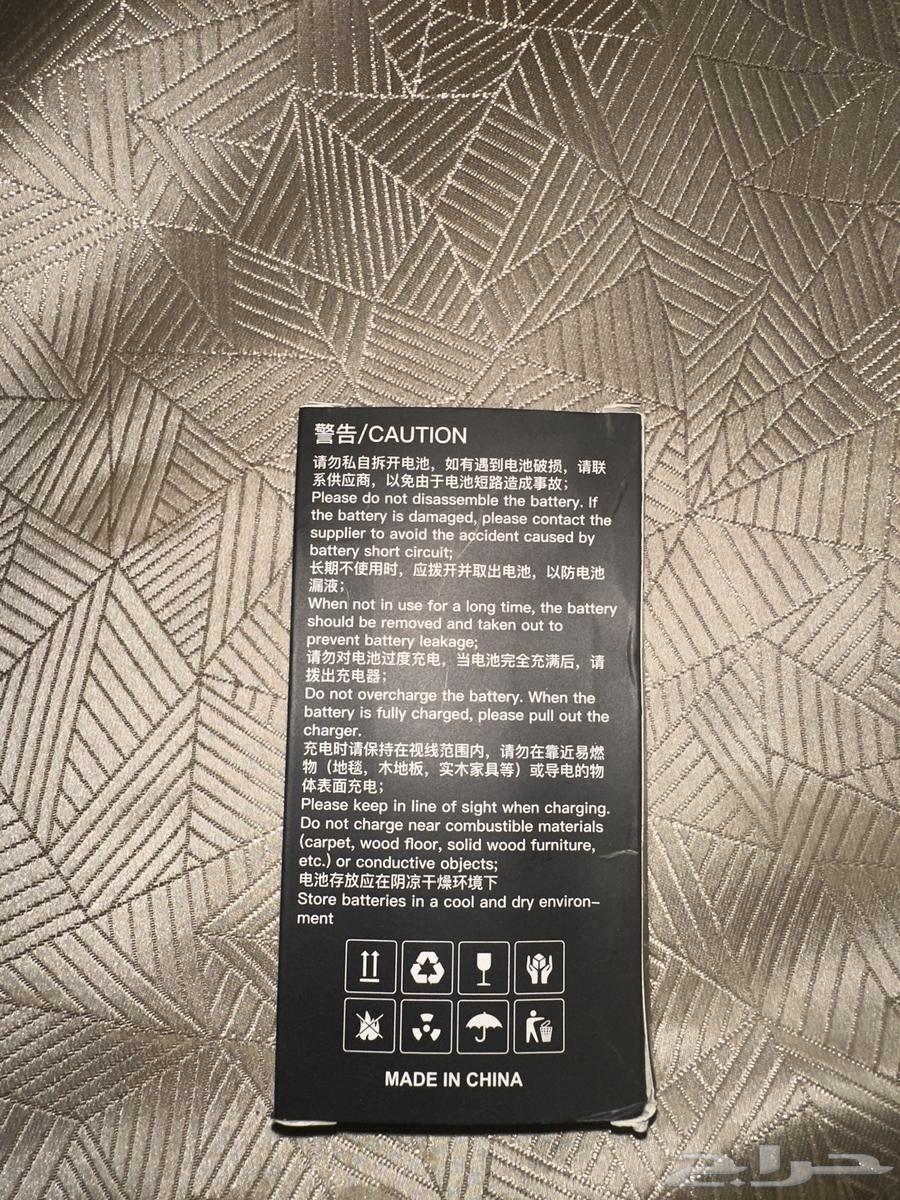 警告/CAUTION
请勿私自拆开电池，如有遇到电池破损，请联
系供应商，以免由于电池短路造成事故；
Please do not disassemble the battery. If
the battery is damaged, please contact the
supplier to avoid the accident caused by
battery short circuit;
长期不使用时，应拨开并取出电池，以防电池
漏液；
When not in use for a long time, the battery
should be removed and taken out to
prevent battery leakage;
请勿对电池过度充电，当电池完全充满后，请
拨出充电器；
Do not overcharge the battery. When the
battery is fully charged, please pull out the
charger.
充电时请保持在视线范围内，请勿在靠近易燃
物（地毯，木地板，实木家具等）或导电的物
体表面充电；
Please keep in line of sight when charging.
Do not charge near combustible materials
(carpet, wood floor, solid wood furniture,
etc.) or conductive objects;
电池存放应在阴凉干燥环境下
Store batteries in a cool and dry environ-
ment
MADE IN CHINA
حراج